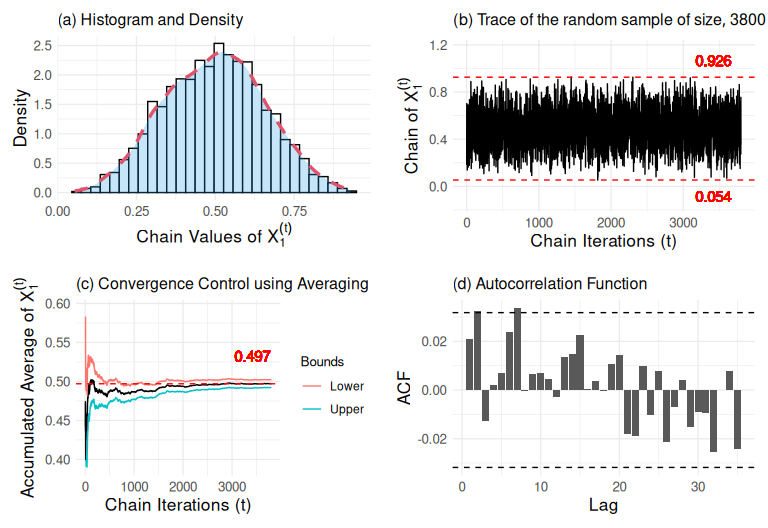 (a) Histogram and Density
2.5
2.0
1.5
1.0
0.5
0.0
Density
0.00 0.25 0.50 0.75
Chain Values of X₁⁽ᵗ⁾
(b) Trace of the random sample of size, 3800
1.2
0.8
0.4
0.0
Chain of X₁⁽ᵗ⁾
0.926
0.054
0 1000 2000 3000
Chain Iterations (t)
(c) Convergence Control using Averaging
0.60
0.55
0.50
0.45
0.40
Accumulated Average of X₁⁽ᵗ⁾
0.497
Bounds
Lower
Upper
0 1000 2000 3000
Chain Iterations (t)
(d) Autocorrelation Function
0.02
0.00
-0.02
ACF
0 10 20 30
Lag